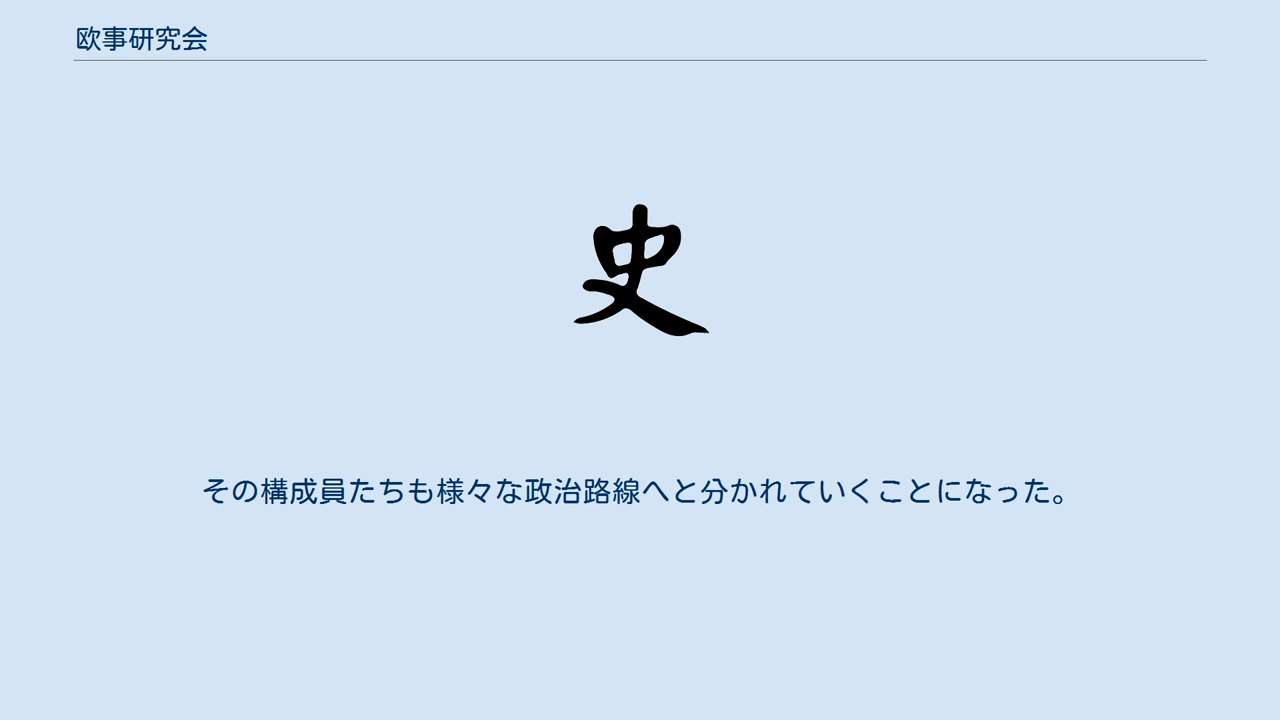 欧事研究会
史
その構成員たちも様々な政治路線へと分かれていくことになった。